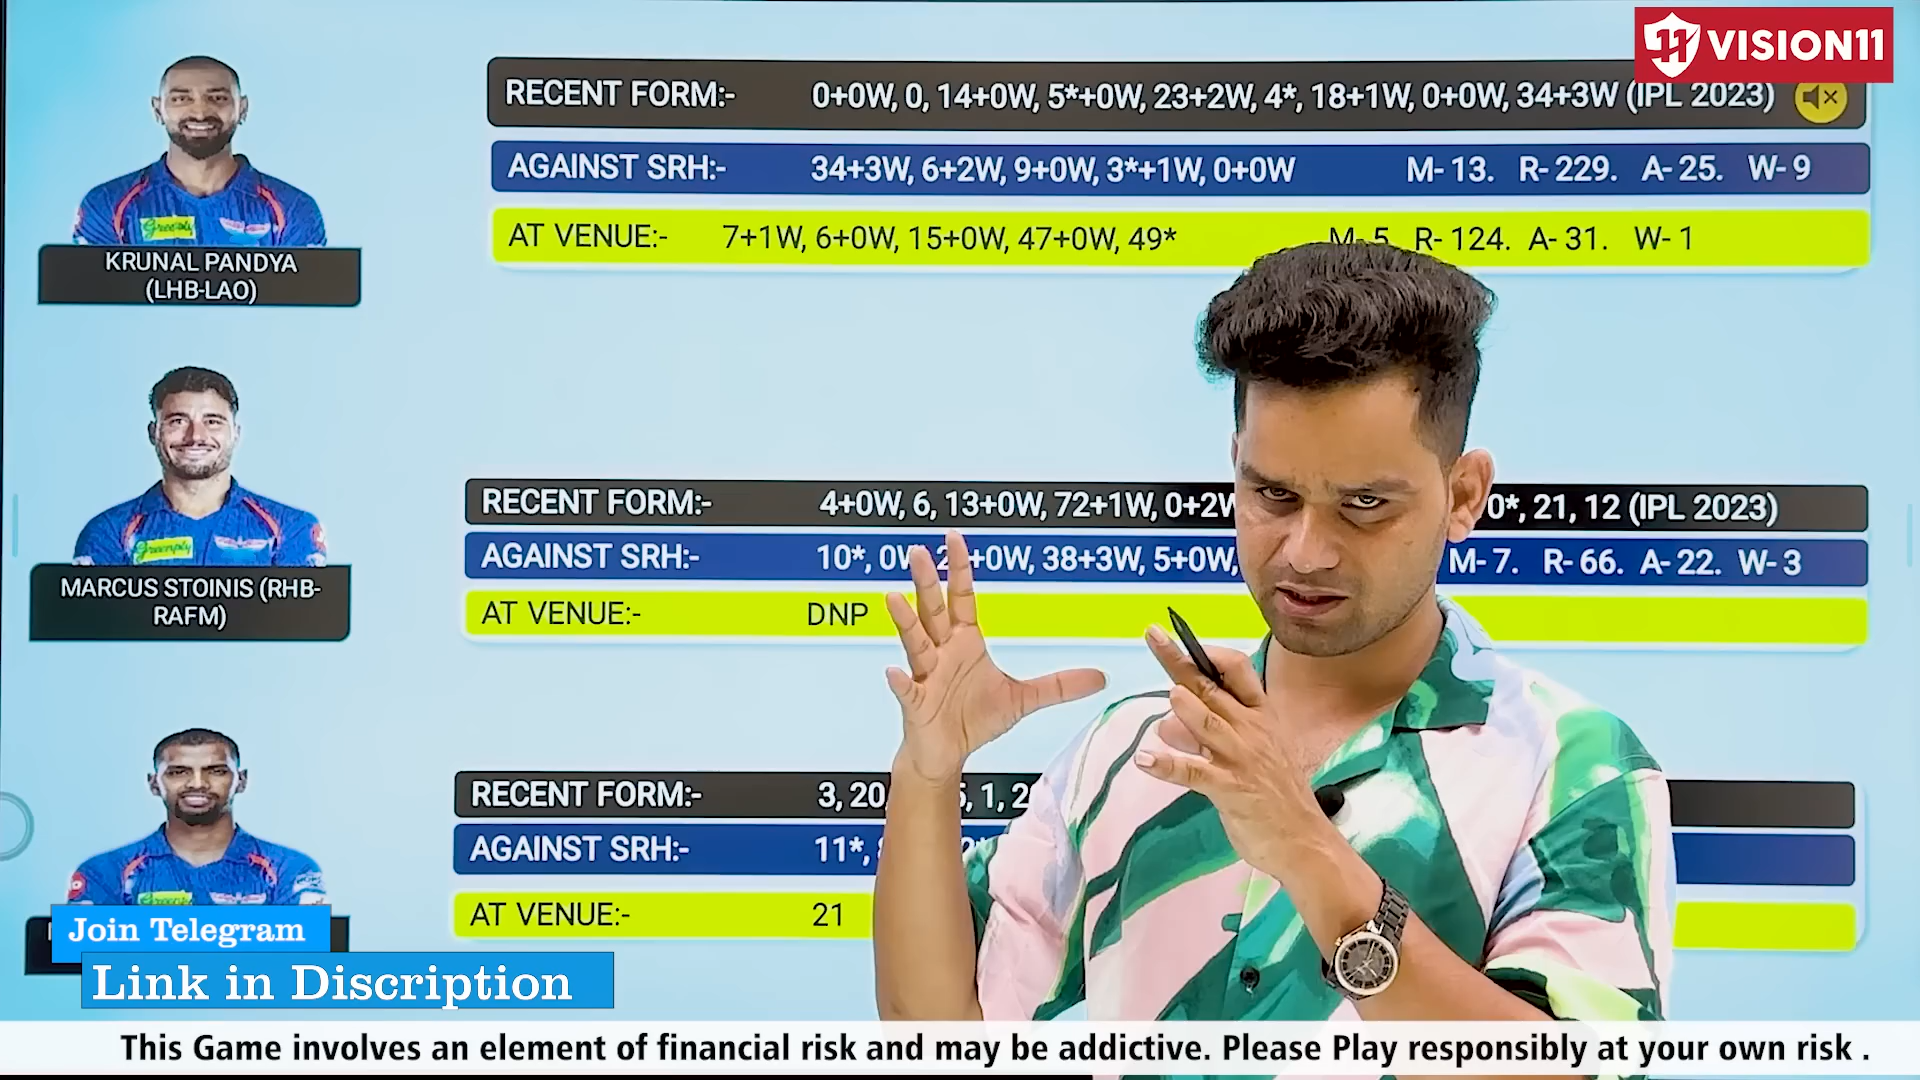 VISION11
RECENT FORM:- 0+0W, 0, 14+0W, 5*+0W, 23+2W, 4*, 18+1W, 0+0W, 34+3W (IPL 2023)
AGAINST SRH:- 34+3W, 6+2W, 9+0W, 3*+1W, 0+0W M- 13. R- 229. A- 25. W- 9
AT VENUE:- 7+1W, 6+0W, 15+0W, 47+0W, 49* M- 5 R- 124. A- 31. W- 1
Greenply
KRUNAL PANDYA
(LHB-LAO)
RECENT FORM:- 4+0W, 6, 13+0W, 72+1W, 0+2W 0*, 21, 12 (IPL 2023)
AGAINST SRH:- 10*, 0W +0W, 38+3W, 5+0W, M- 7. R- 66. A- 22. W- 3
AT VENUE:- DNP
Greenply
MARCUS STOINIS (RHB-
RAFM)
RECENT FORM:- 3, 20, 1,
AGAINST SRH:- 11*,
AT VENUE:- 21
Join Telegram
Link in Discription
This Game involves an element of financial risk and may be addictive. Please Play responsibly at your own risk .